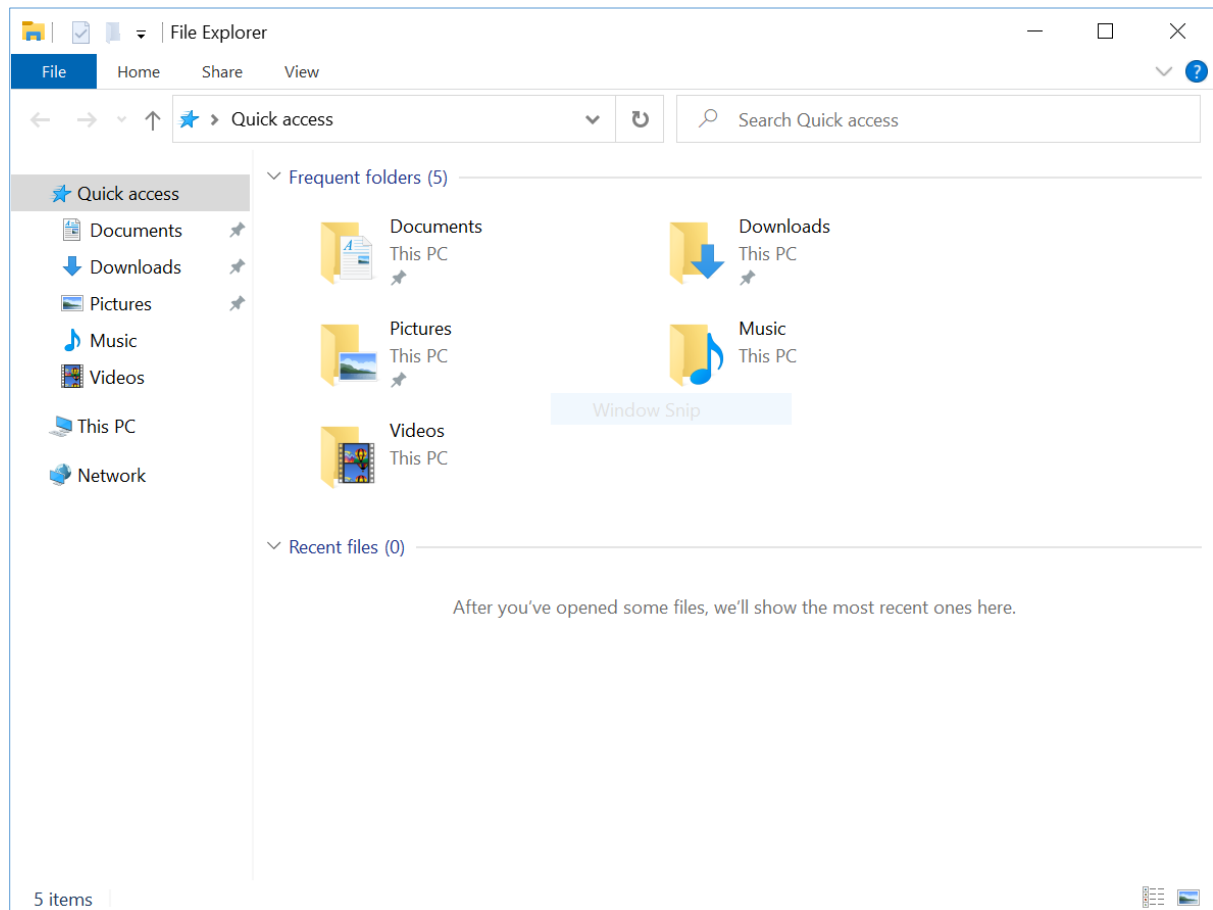 File Explorer
File Home Share View
?
Quick access
Search Quick access
Quick access
Documents
Downloads
Pictures
Music
Videos
This PC
Network
Frequent folders (5)
Documents
This PC
Downloads
This PC
Pictures
This PC
Music
This PC
Window Snip
Videos
This PC
Recent files (0)
After you've opened some files, we'll show the most recent ones here.
5 items